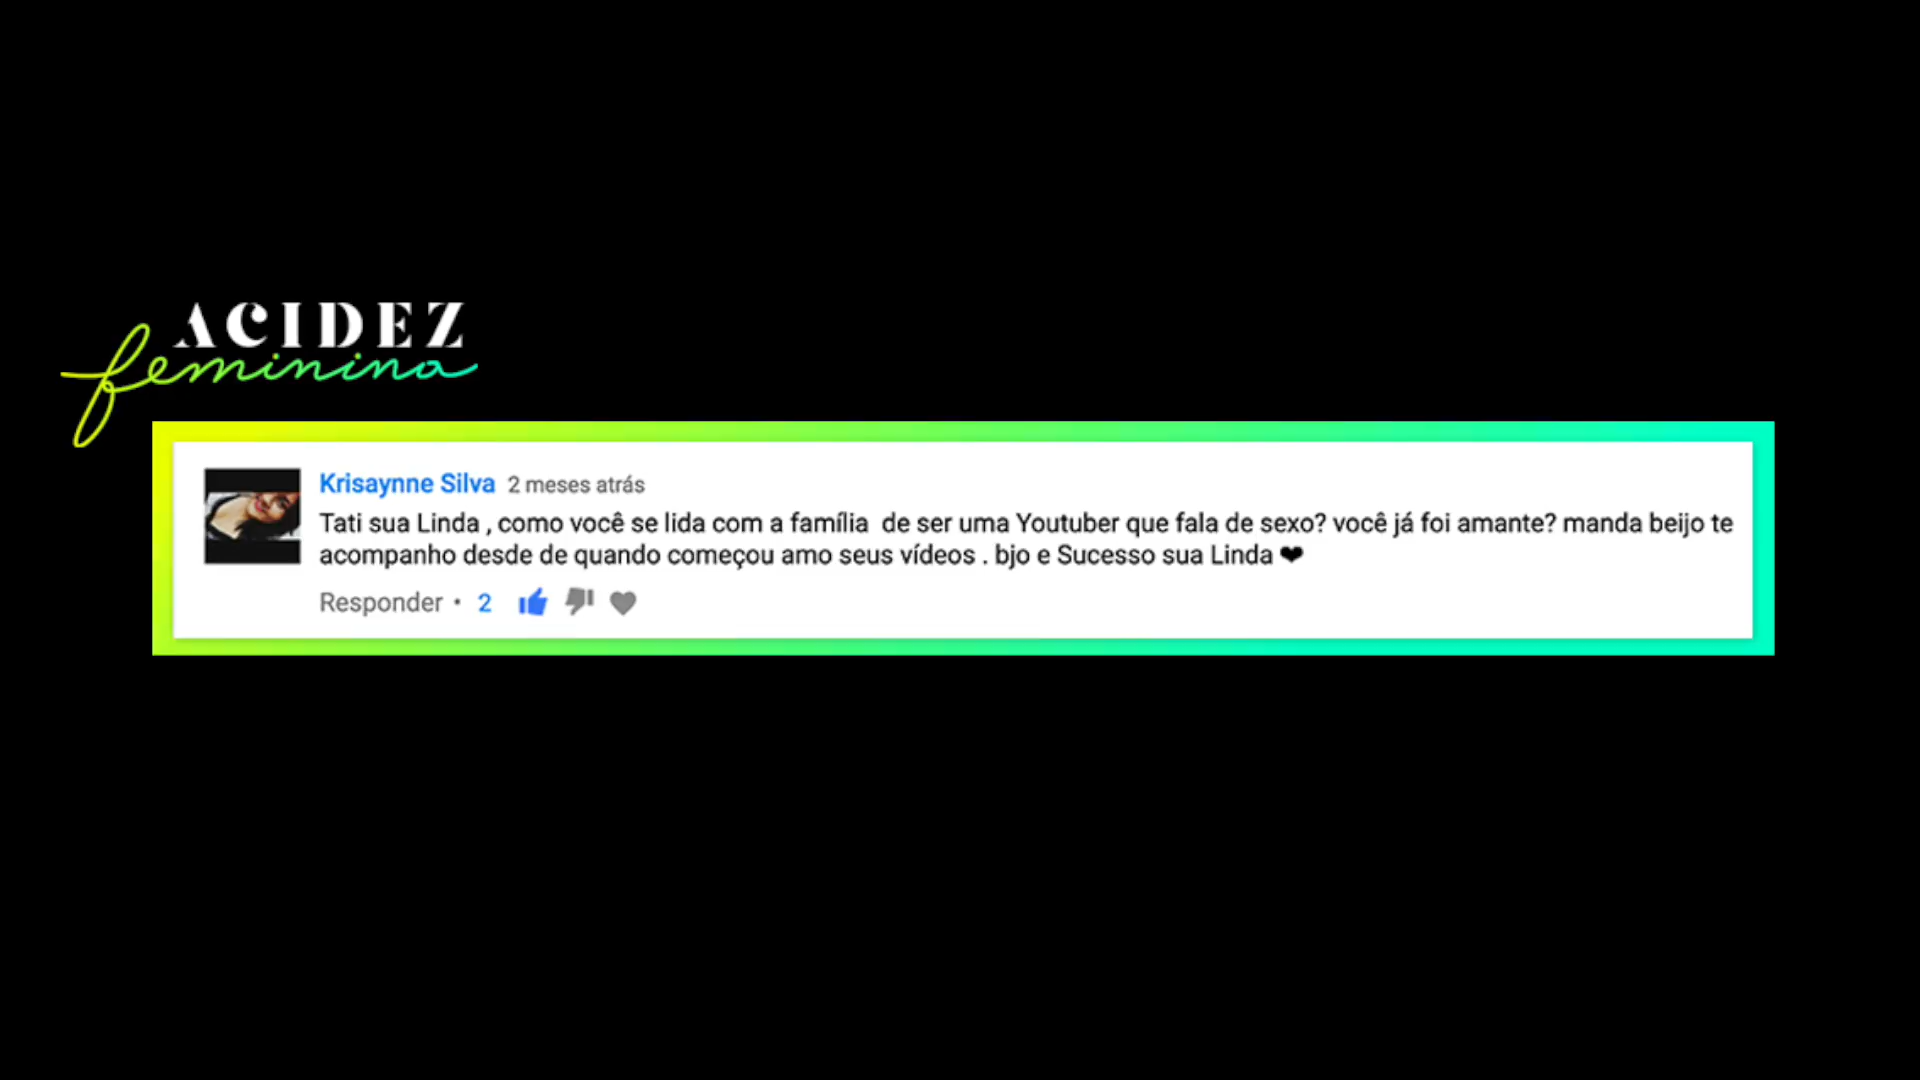 ACIDEZ
feminina
Krisaynne Silva 2 meses atrás
Tati sua Linda , como você se lida com a família  de ser uma Youtuber que fala de sexo? você já foi amante? manda beijo te
acompanho desde de quando começou amo seus vídeos . bjo e Sucesso sua Linda ❤
Responder • 2